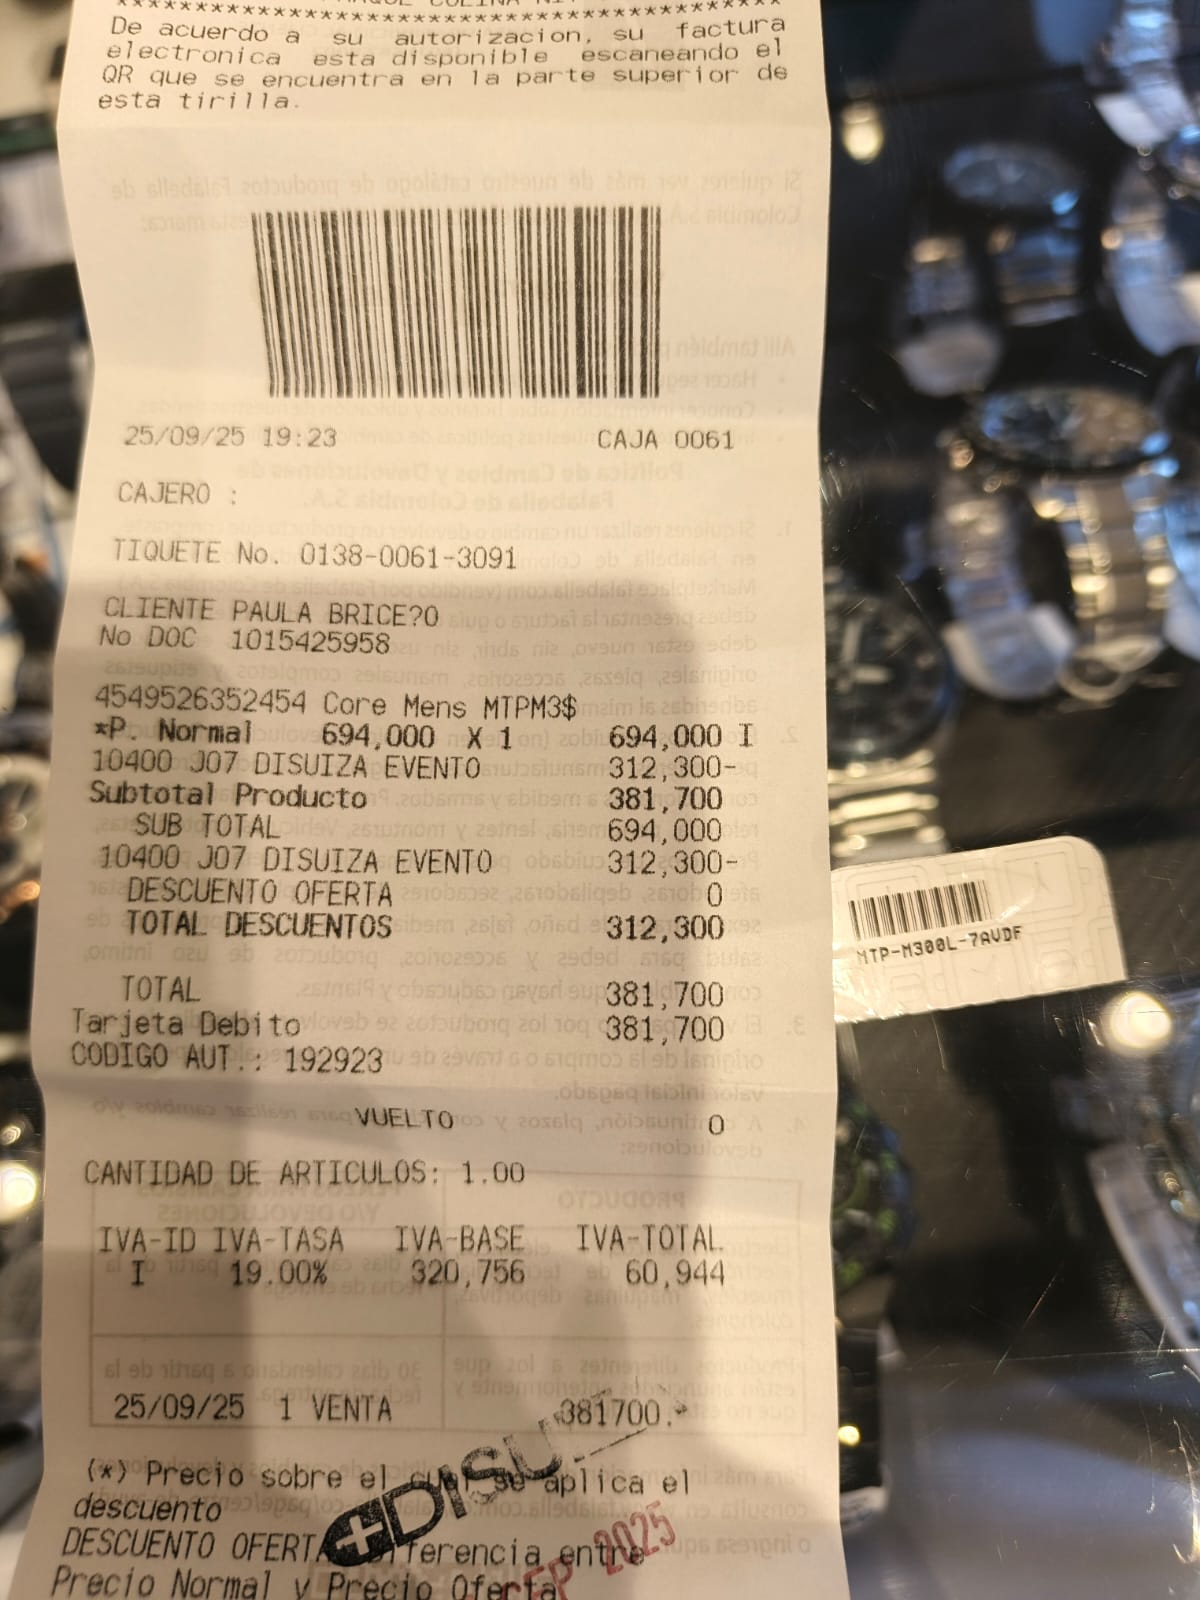 De acuerdo a su autorizacion, su factura
electronica esta disponible escaneando el
QR que se encuentra en la parte superior de
esta tirilla.
25/09/25 19:23 CAJA 0061
CAJERO :
TIQUETE No. 0138-0061-3091
CLIENTE PAULA BRICE?O
No DOC 1015425958
4549526352454 Core Mens MTPM3$
*P. Normal 694,000 X 1 694,000 I
10400 J07 DISUIZA EVENTO 312,300-
Subtotal Producto 381,700
SUB TOTAL 694,000
10400 J07 DISUIZA EVENTO 312,300-
DESCUENTO OFERTA 0
TOTAL DESCUENTOS 312,300
TOTAL 381,700
Tarjeta Debito 381,700
CODIGO AUT.: 192923
VUELTO 0
CANTIDAD DE ARTICULOS: 1.00
IVA-ID IVA-TASA IVA-BASE IVA-TOTAL
I 19.00% 320,756 60,944
25/09/25 1 VENTA 381700.-
(*) Precio sobre el cual se aplica el
descuento
DESCUENTO OFERTA Diferencia entre
Precio Normal y Precio Oferta
2025
MTP-M300L-7AVDF